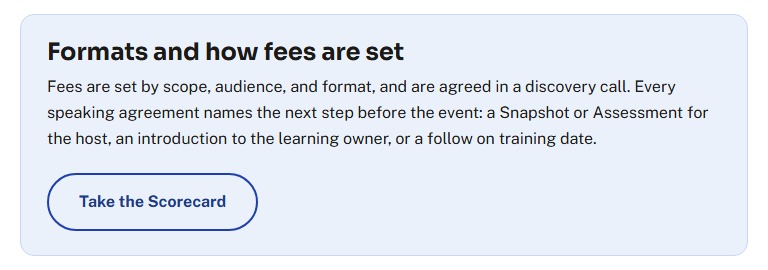 Formats and how fees are set
Fees are set by scope, audience, and format, and are agreed in a discovery call. Every
speaking agreement names the next step before the event: a Snapshot or Assessment for
the host, an introduction to the learning owner, or a follow on training date.
Take the Scorecard